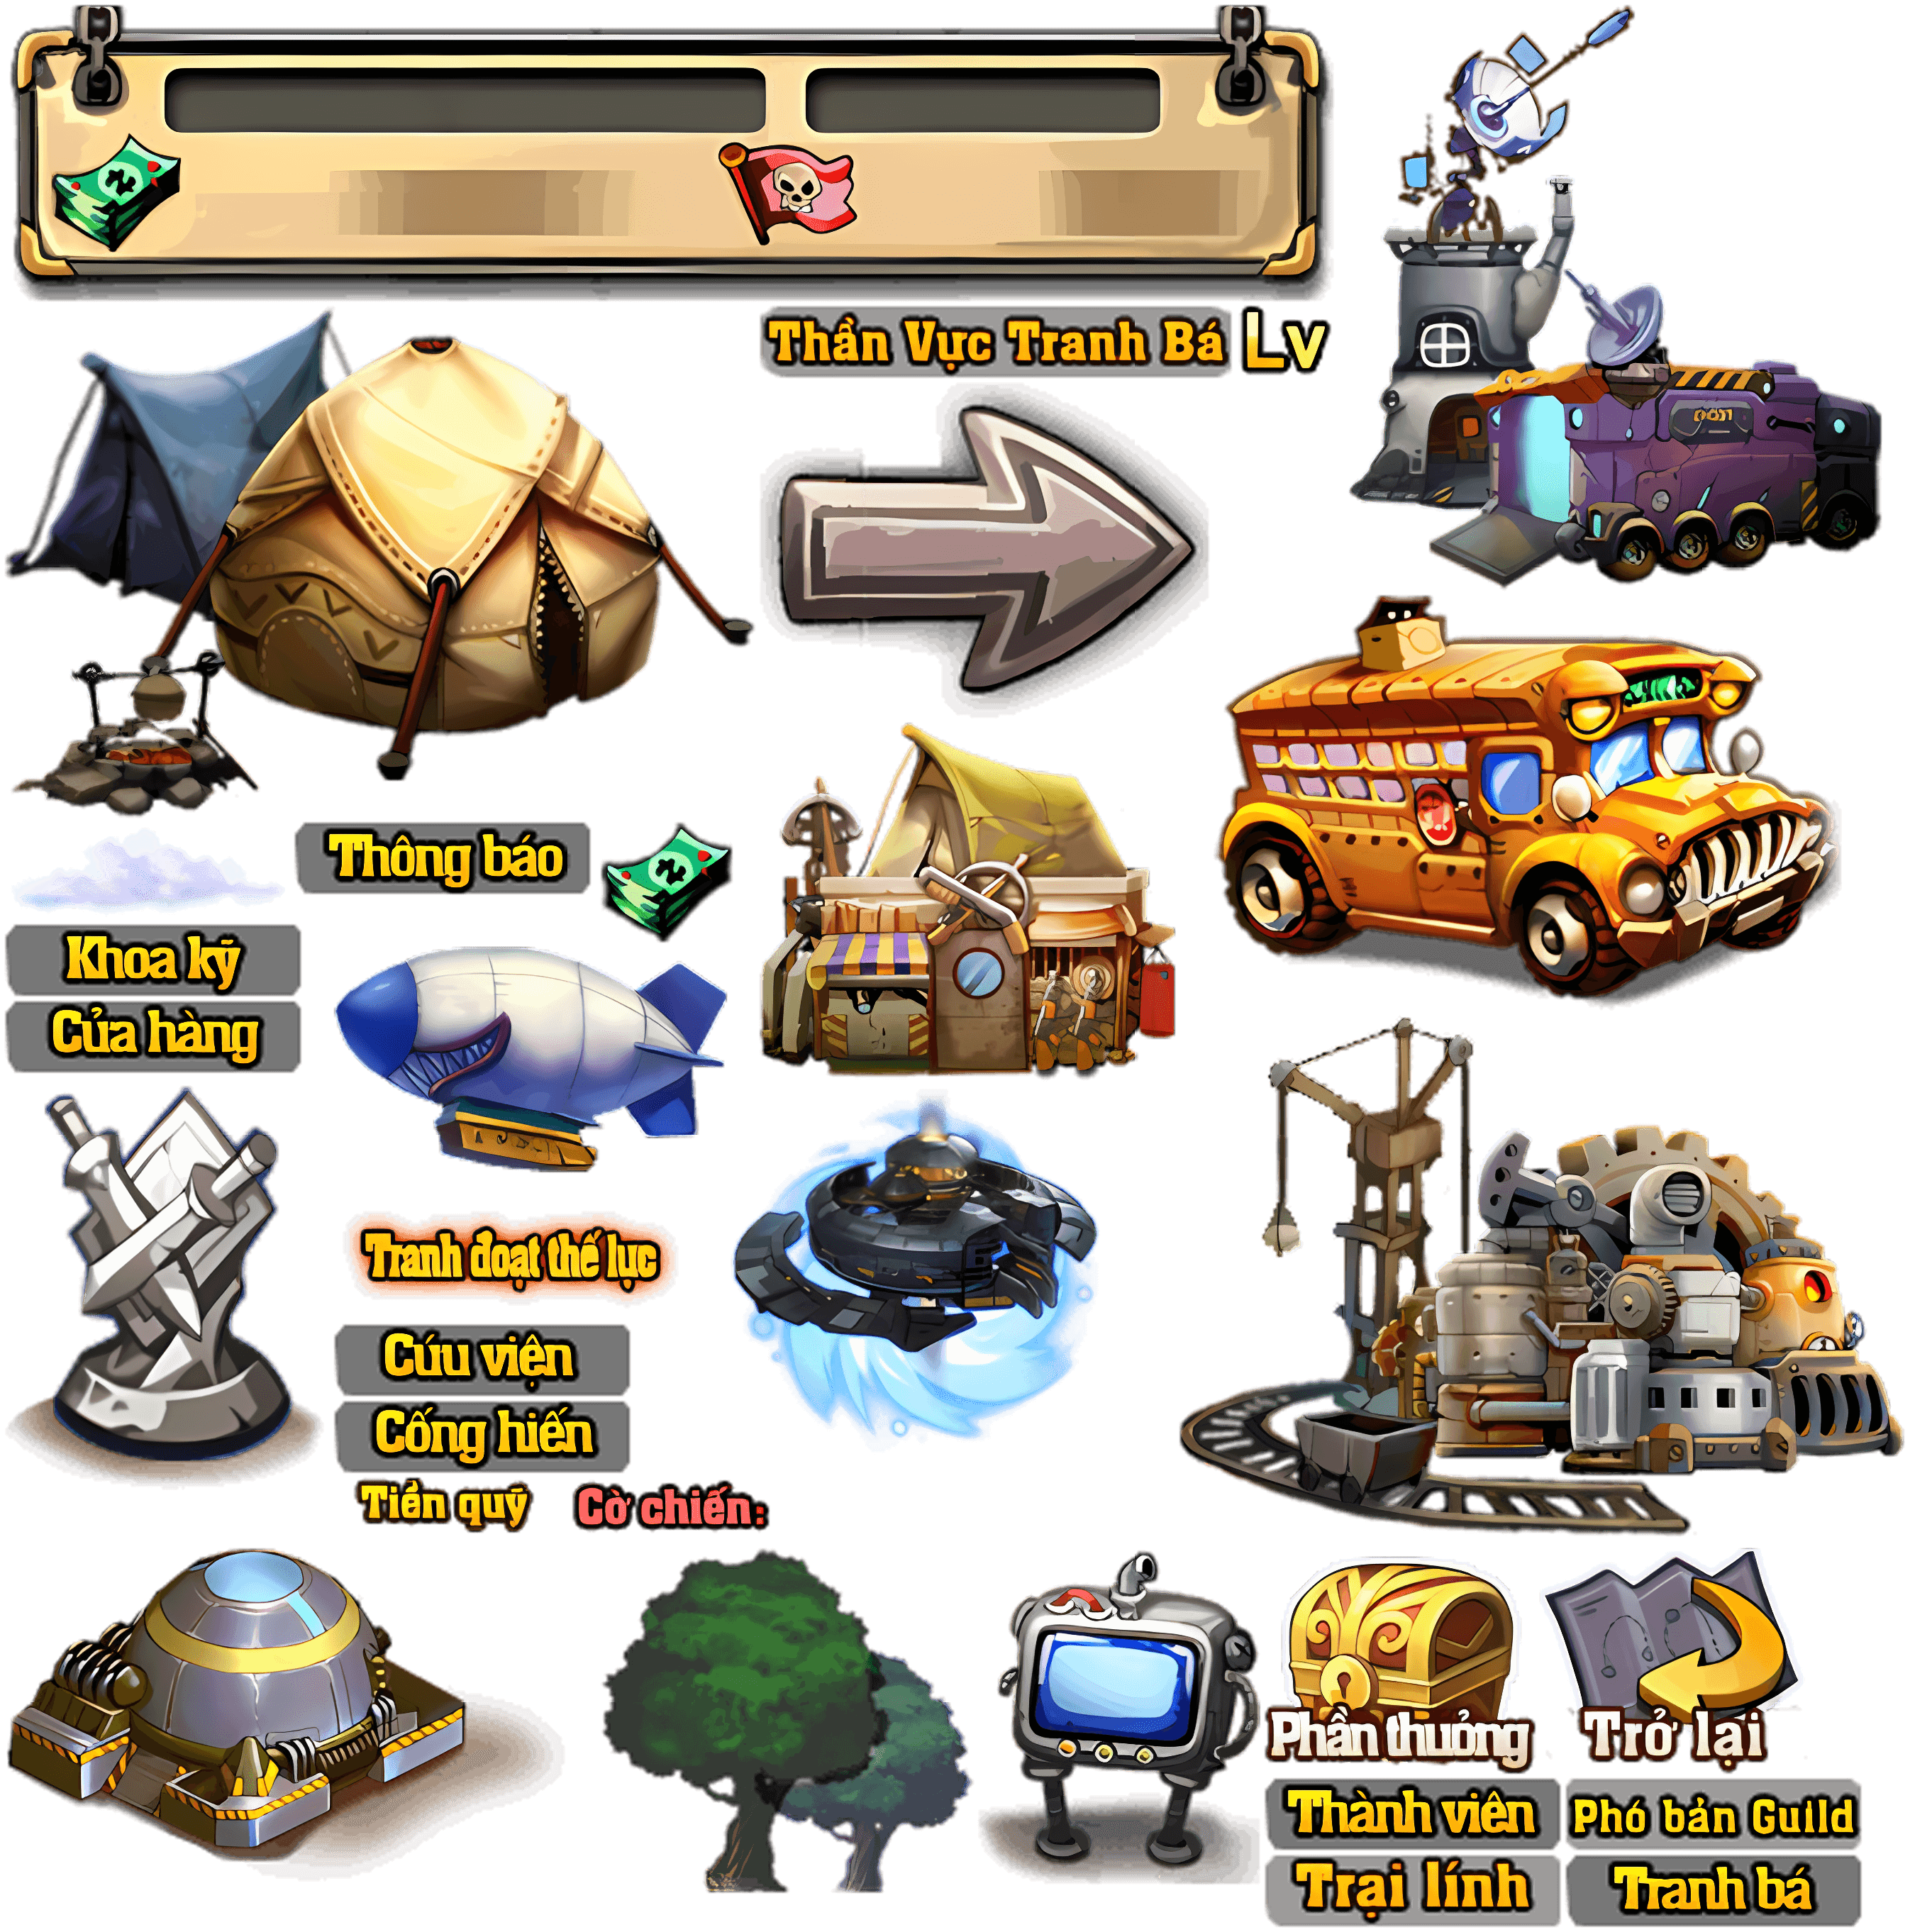 Thần Vực Tranh Bá
Lv
Thông báo
Khoa kỹ
Cửa hàng
Tranh đoạt thế lực
Cứu viện
Cống hiến
Tiền quỹ
Cờ chiến:
Phần thưởng
Trở lại
Thành viên
Phó bản Guild
Trại lính
Tranh bá